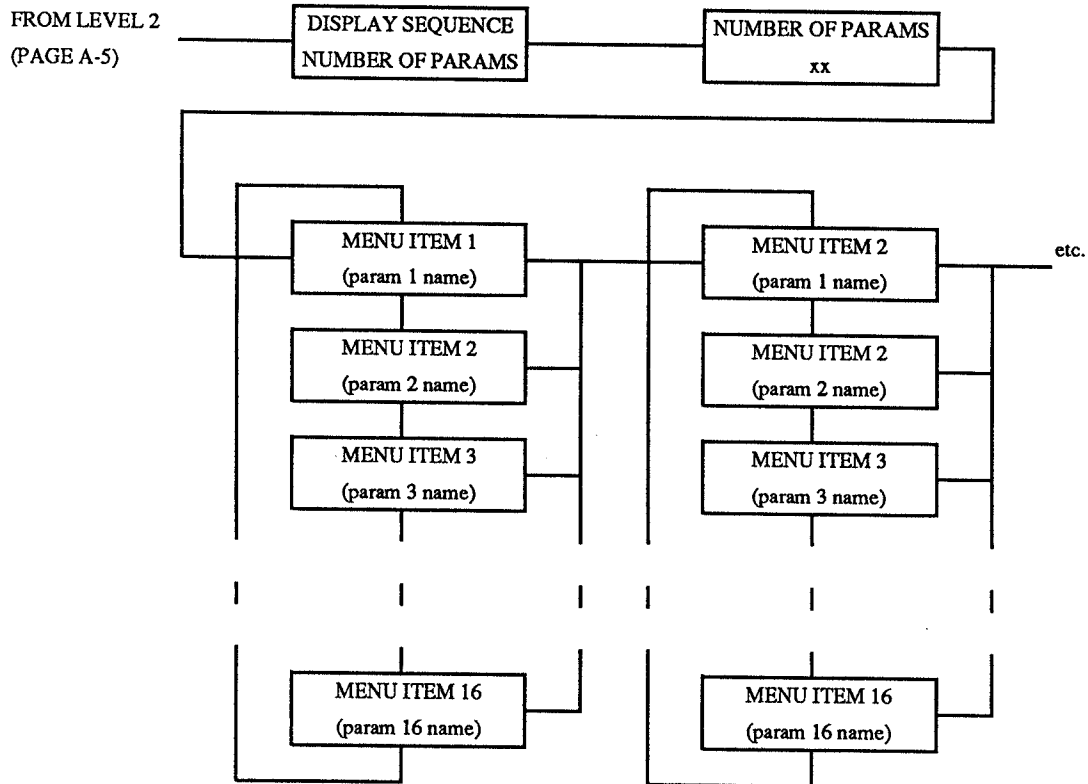 FROM LEVEL 2
(PAGE A-5)
DISPLAY SEQUENCE
NUMBER OF PARAMS
NUMBER OF PARAMS
xx
MENU ITEM 1
(param 1 name)
MENU ITEM 2
(param 2 name)
MENU ITEM 3
(param 3 name)
MENU ITEM 16
(param 16 name)
MENU ITEM 2
(param 1 name)
MENU ITEM 2
(param 2 name)
MENU ITEM 3
(param 3 name)
MENU ITEM 16
(param 16 name)
etc.